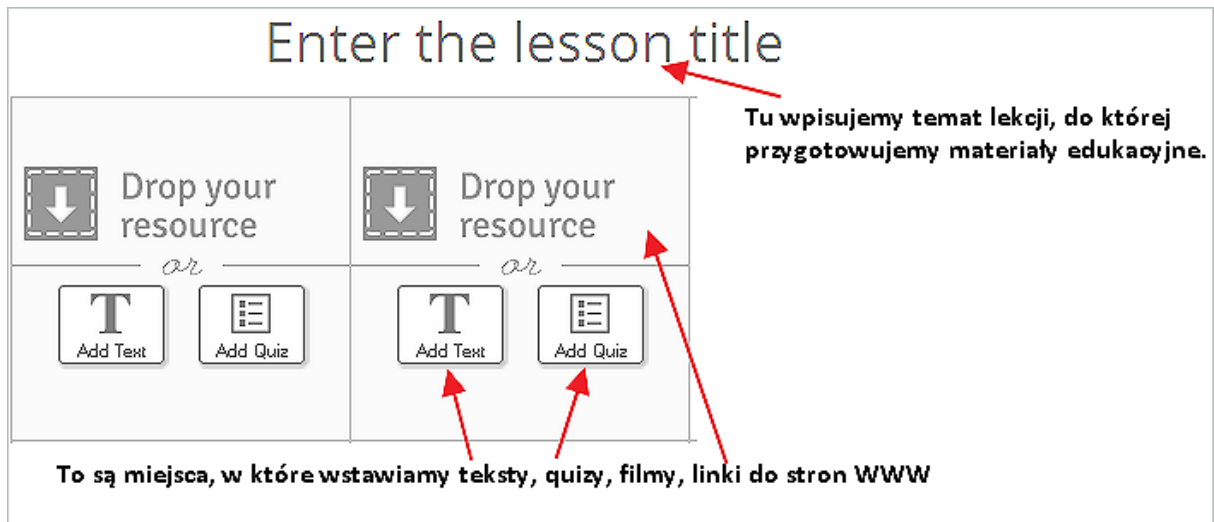 Enter the lesson title
Tu wpisujemy temat lekcji, do której
przygotowujemy materiały edukacyjne.
Drop your
resource
or
Add Text
Add Quiz
Drop your
resource
or
Add Text
Add Quiz
To są miejsca, w które wstawiamy teksty, quizy, filmy, linki do stron WWW